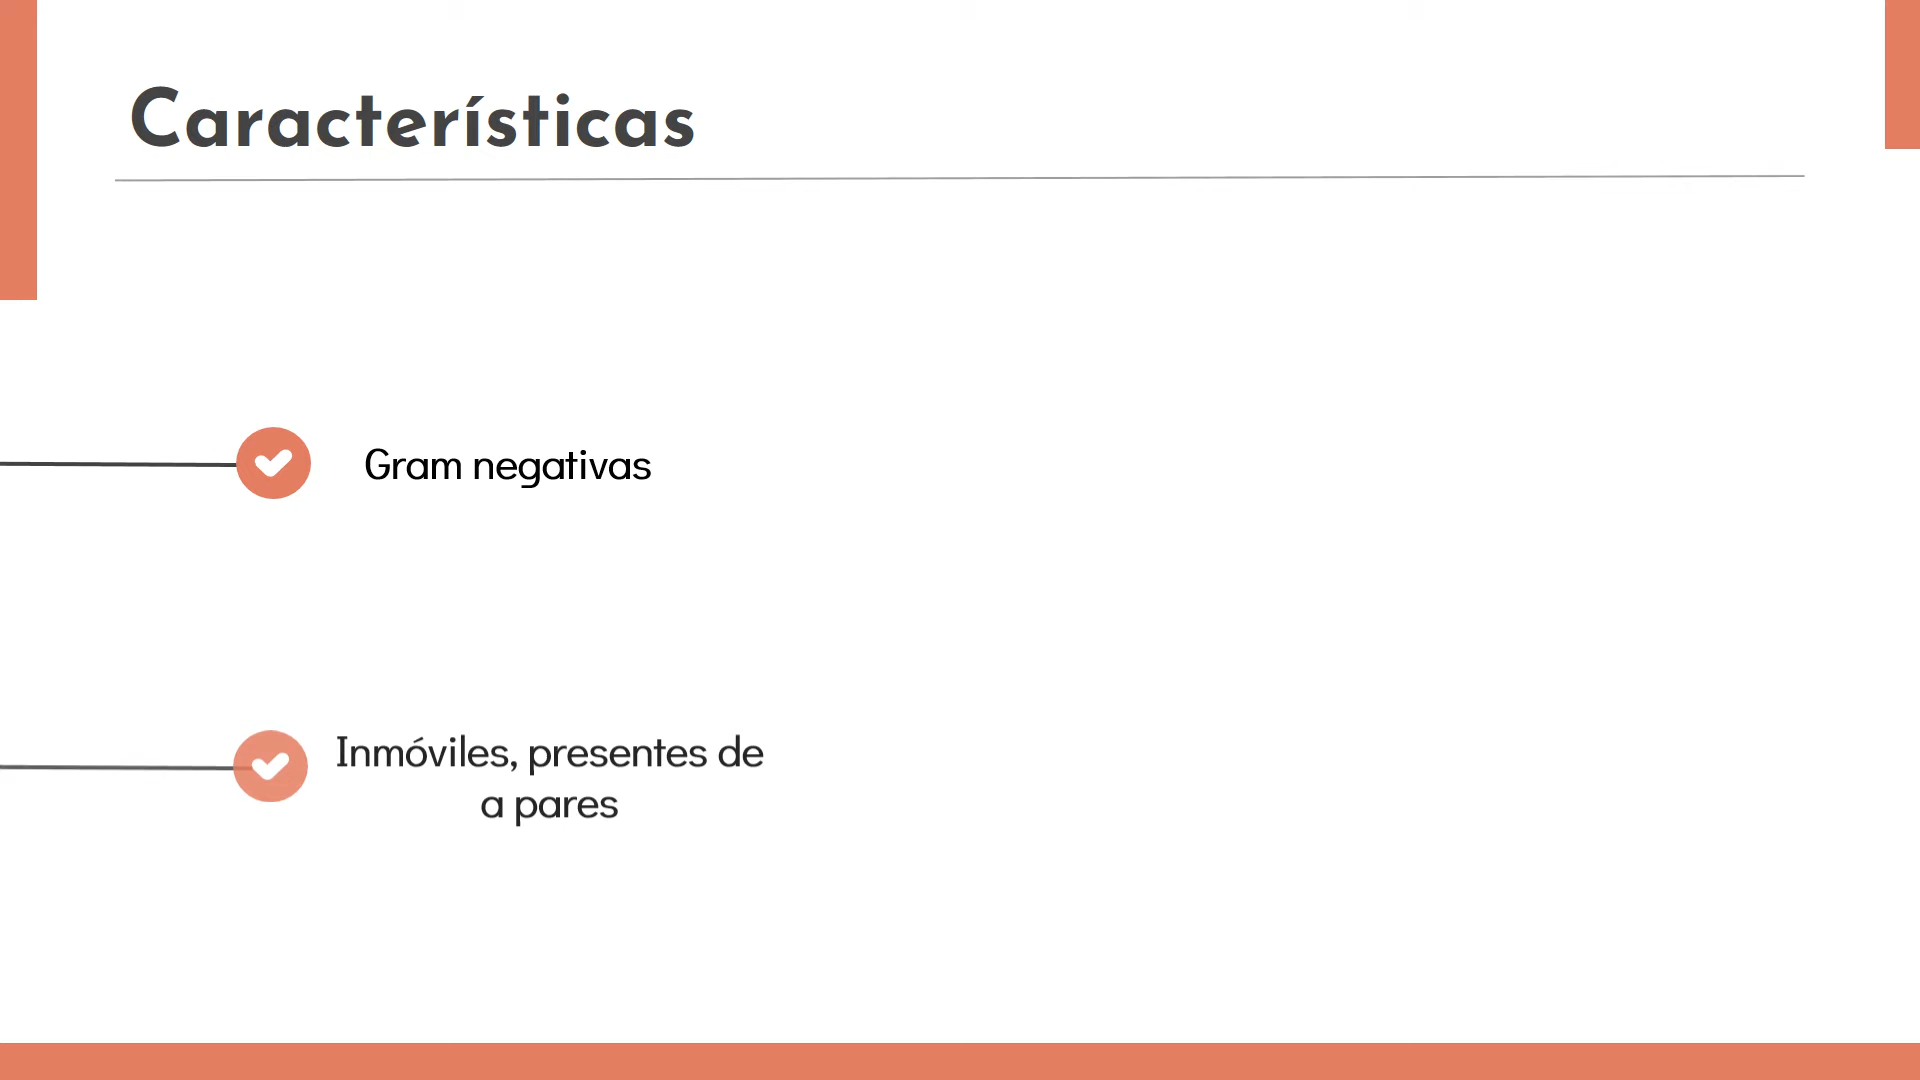 Características
Gram negativas
Inmóviles, presentes de
a pares